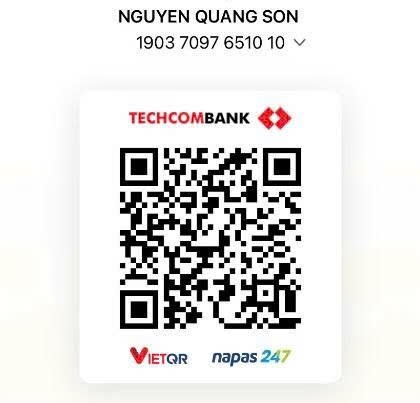 NGUYEN QUANG SON
1903 7097 6510 10
TECHCOMBANK
VIETQR
napas 247